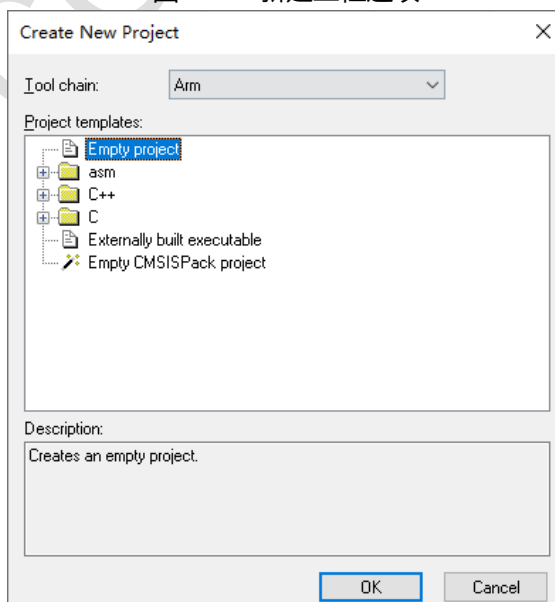 Create New Project
Tool chain:
Arm
Project templates:
Empty project
asm
C++
C
Externally built executable
Empty CMSISPack project
Description:
Creates an empty project.
OK
Cancel